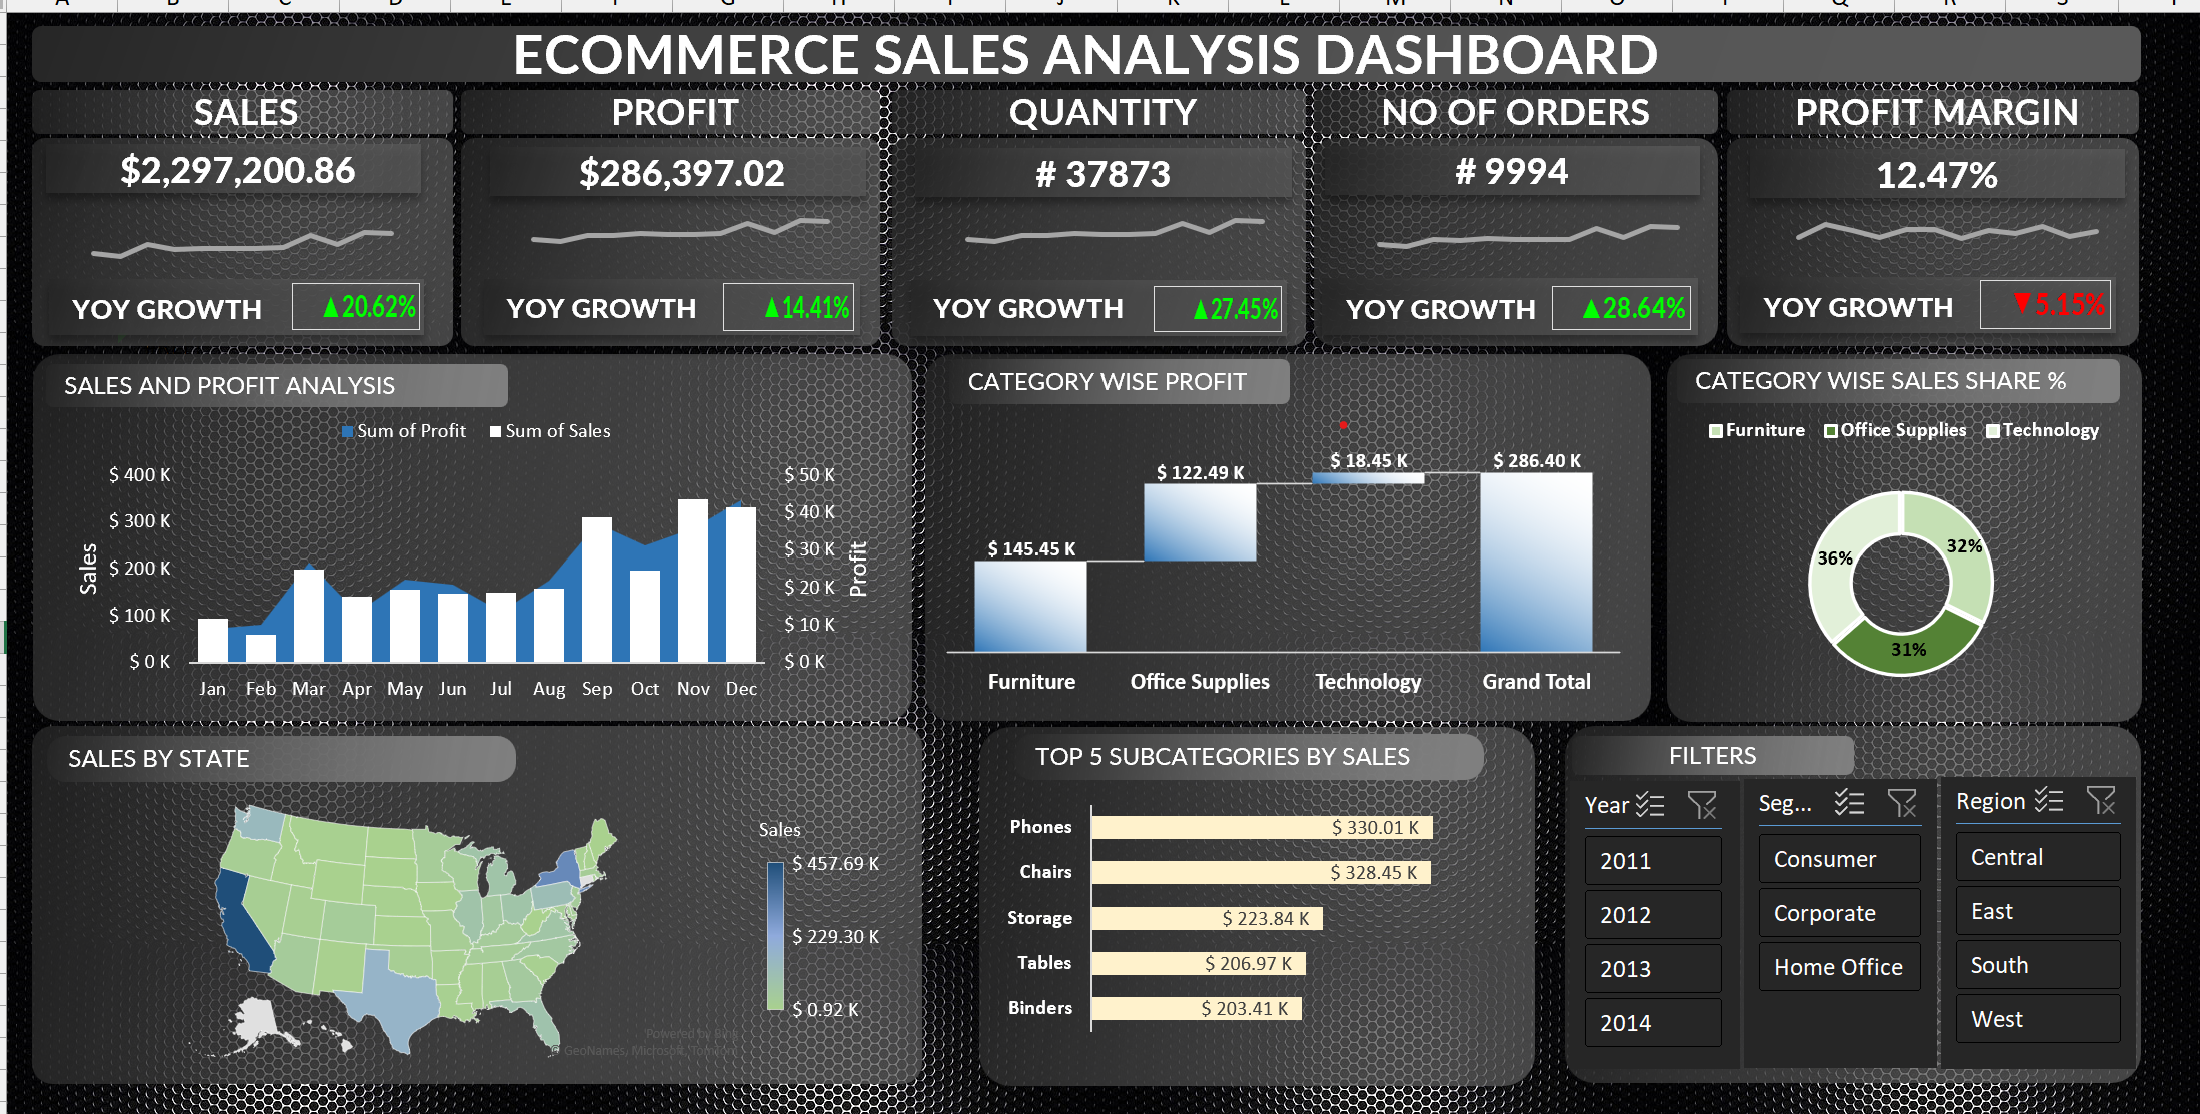 ECOMMERCE SALES ANALYSIS DASHBOARD
SALES
$2,297,200.86
YOY GROWTH ▲20.62%
PROFIT
$286,397.02
YOY GROWTH ▲14.41%
QUANTITY
# 37873
YOY GROWTH ▲27.45%
NO OF ORDERS
# 9994
YOY GROWTH ▲28.64%
PROFIT MARGIN
12.47%
YOY GROWTH ▼5.15%
SALES AND PROFIT ANALYSIS
Sum of Profit Sum of Sales
$ 400 K
$ 300 K
$ 200 K
$ 100 K
$ 0 K
Sales
$ 50 K
$ 40 K
$ 30 K
$ 20 K
$ 10 K
$ 0 K
Profit
Jan Feb Mar Apr May Jun Jul Aug Sep Oct Nov Dec
CATEGORY WISE PROFIT
$ 145.45 K
$ 122.49 K
$ 18.45 K
$ 286.40 K
Furniture Office Supplies Technology Grand Total
CATEGORY WISE SALES SHARE %
Furniture Office Supplies Technology
36%
32%
31%
SALES BY STATE
Sales
$ 457.69 K
$ 229.30 K
$ 0.92 K
© GeoNames, Microsoft, TomTom
TOP 5 SUBCATEGORIES BY SALES
Phones $ 330.01 K
Chairs $ 328.45 K
Storage $ 223.84 K
Tables $ 206.97 K
Binders $ 203.41 K
FILTERS
Year
2011
2012
2013
2014
Seg...
Consumer
Corporate
Home Office
Region
Central
East
South
West